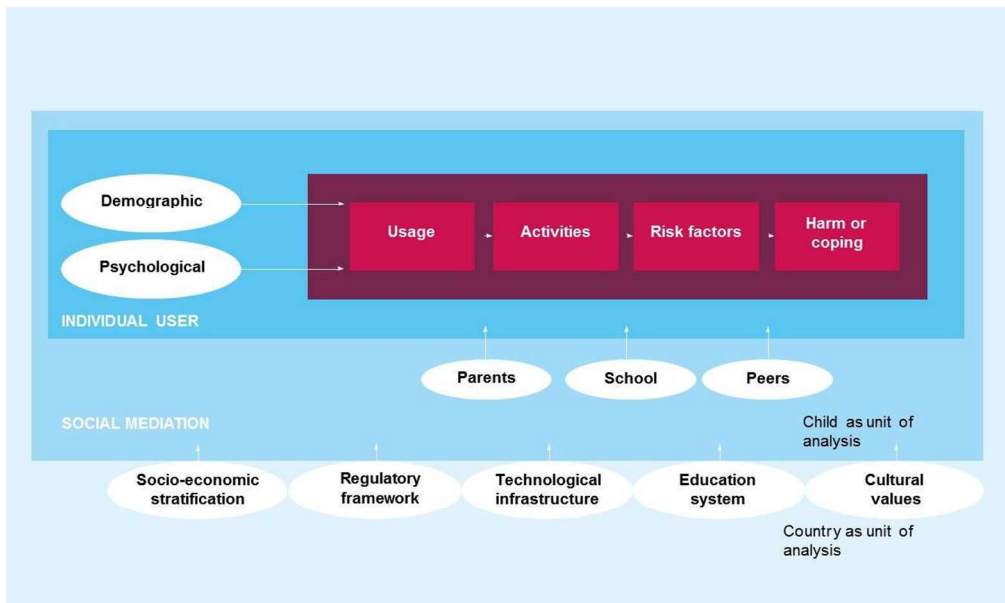 Demographic
Psychological
Usage
Activities
Risk factors
Harm or
coping
INDIVIDUAL USER
Parents
School
Peers
SOCIAL MEDIATION
Child as unit of
analysis
Socio-economic
stratification
Regulatory
framework
Technological
infrastructure
Education
system
Cultural
values
Country as unit of
analysis